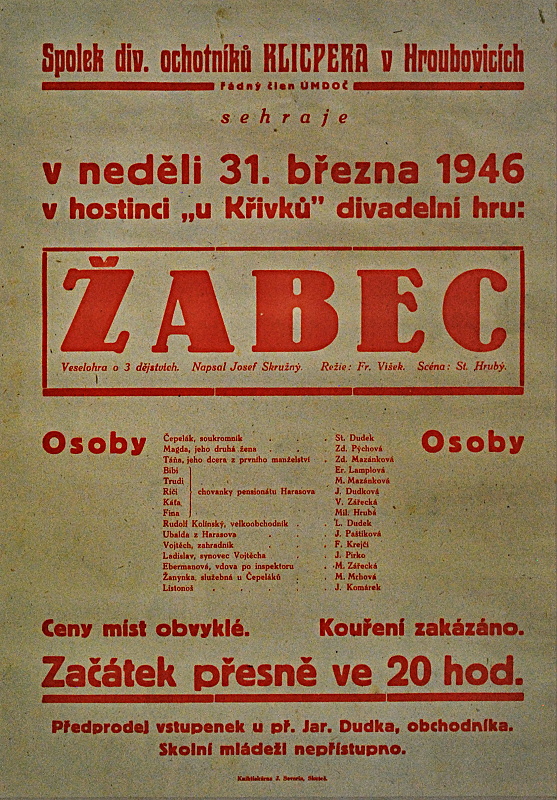 Spolek div. ochotníků KLICPERA v Hroubovicích
řádný člen ÚMDOČ
sehraje
v neděli 31. března 1946
v hostinci „u Křivků” divadelní hru:
ŽABEC
Veselohra o 3 dějstvích. Napsal Josef Skružný. Režie: Fr. Víšek. Scéna: St. Hrubý.
Osoby
Osoby
Čepelák, soukromník . . St. Dudek
Magda, jeho druhá žena . . . Zd. Pýchová
Táňa, jeho dcera z prvního manželství . Zd. Mazánková
Bibi Er. Lamplová
Trudi M. Mazánková
Riči chovanky pensionátu Harasova J. Dudková
Káťa V. Zářecká
Fina Mil. Hrubá
Rudolf Kolínský, velkoobchodník . . L. Dudek
Ubalda z Harasova . . . J. Paštiková
Vojtěch, zahradník . . . F. Krejčí
Ladislav, synovec Vojtěcha . . J. Pirko
Ebermanová, vdova po inspektoru . . M. Zářecká
Žanynka, služebná u Čepeláků . . M. Mrhová
Listonoš . . . . J. Komárek
Ceny míst obvyklé. Kouření zakázáno.
Začátek přesně ve 20 hod.
Předprodej vstupenek u př. Jar. Dudka, obchodníka.
Školní mládeži nepřístupno.
Knihtiskárna J. Severin, Skuteč.